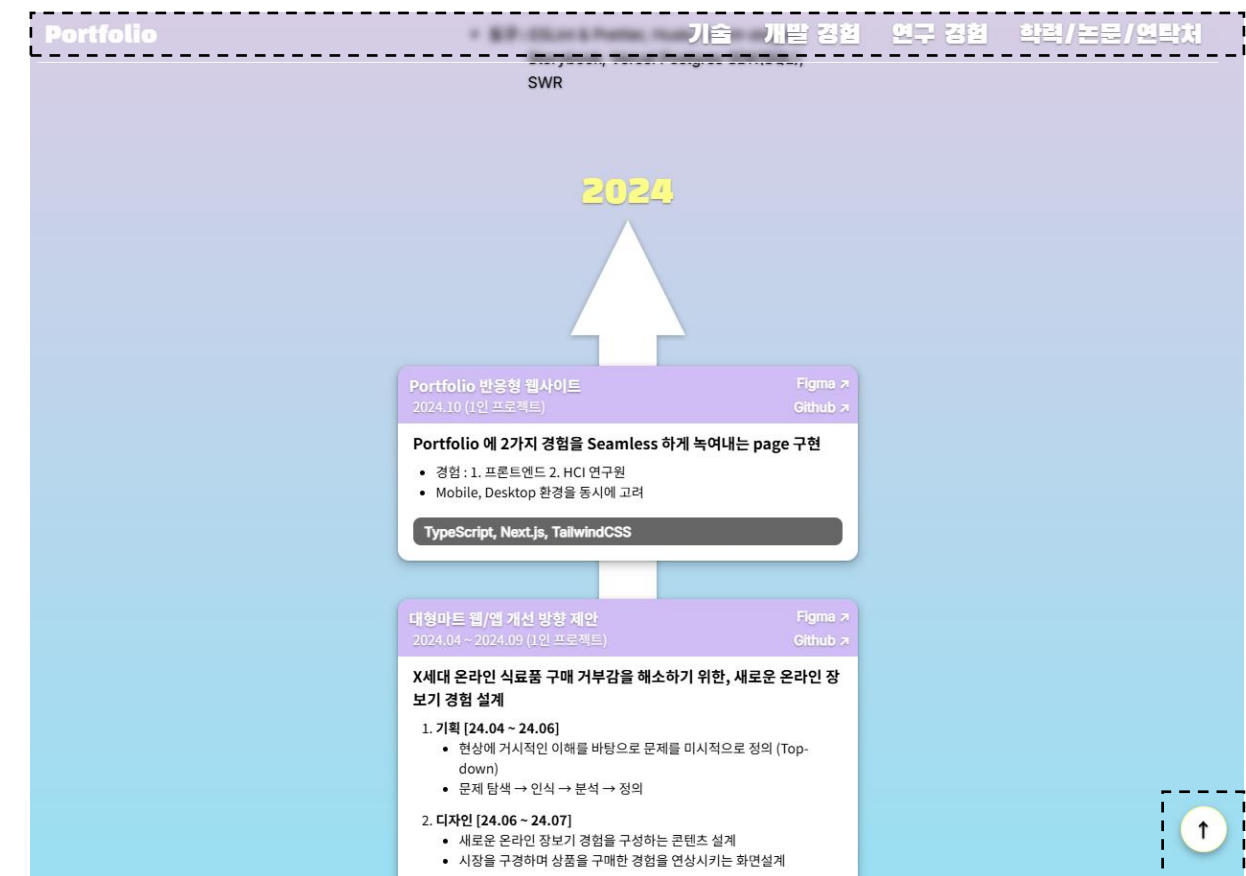 Portfolio
기술 개발 경험 연구 경험 학력/논문/연락처
SWR
2024
Portfolio 반응형 웹사이트
Figma ↗
2024.10 (1인 프로젝트)
Github ↗
Portfolio 에 2가지 경험을 Seamless 하게 녹여내는 page 구현
• 경험 : 1. 프론트엔드 2. HCI 연구원
• Mobile, Desktop 환경을 동시에 고려
TypeScript, Next.js, TailwindCSS
대형마트 웹/앱 개선 방향 제안
Figma ↗
2024.04 ~ 2024.09 (1인 프로젝트)
Github ↗
X세대 온라인 식료품 구매 거부감을 해소하기 위한, 새로운 온라인 장
보기 경험 설계
1. 기획 [24.04 ~ 24.06]
• 현상에 거시적인 이해를 바탕으로 문제를 미시적으로 정의 (Top-
down)
• 문제 탐색 → 인식 → 분석 → 정의
2. 디자인 [24.06 ~ 24.07]
• 새로운 온라인 장보기 경험을 구성하는 콘텐츠 설계
• 시장을 구경하며 상품을 구매한 경험을 연상시키는 화면설계
↑